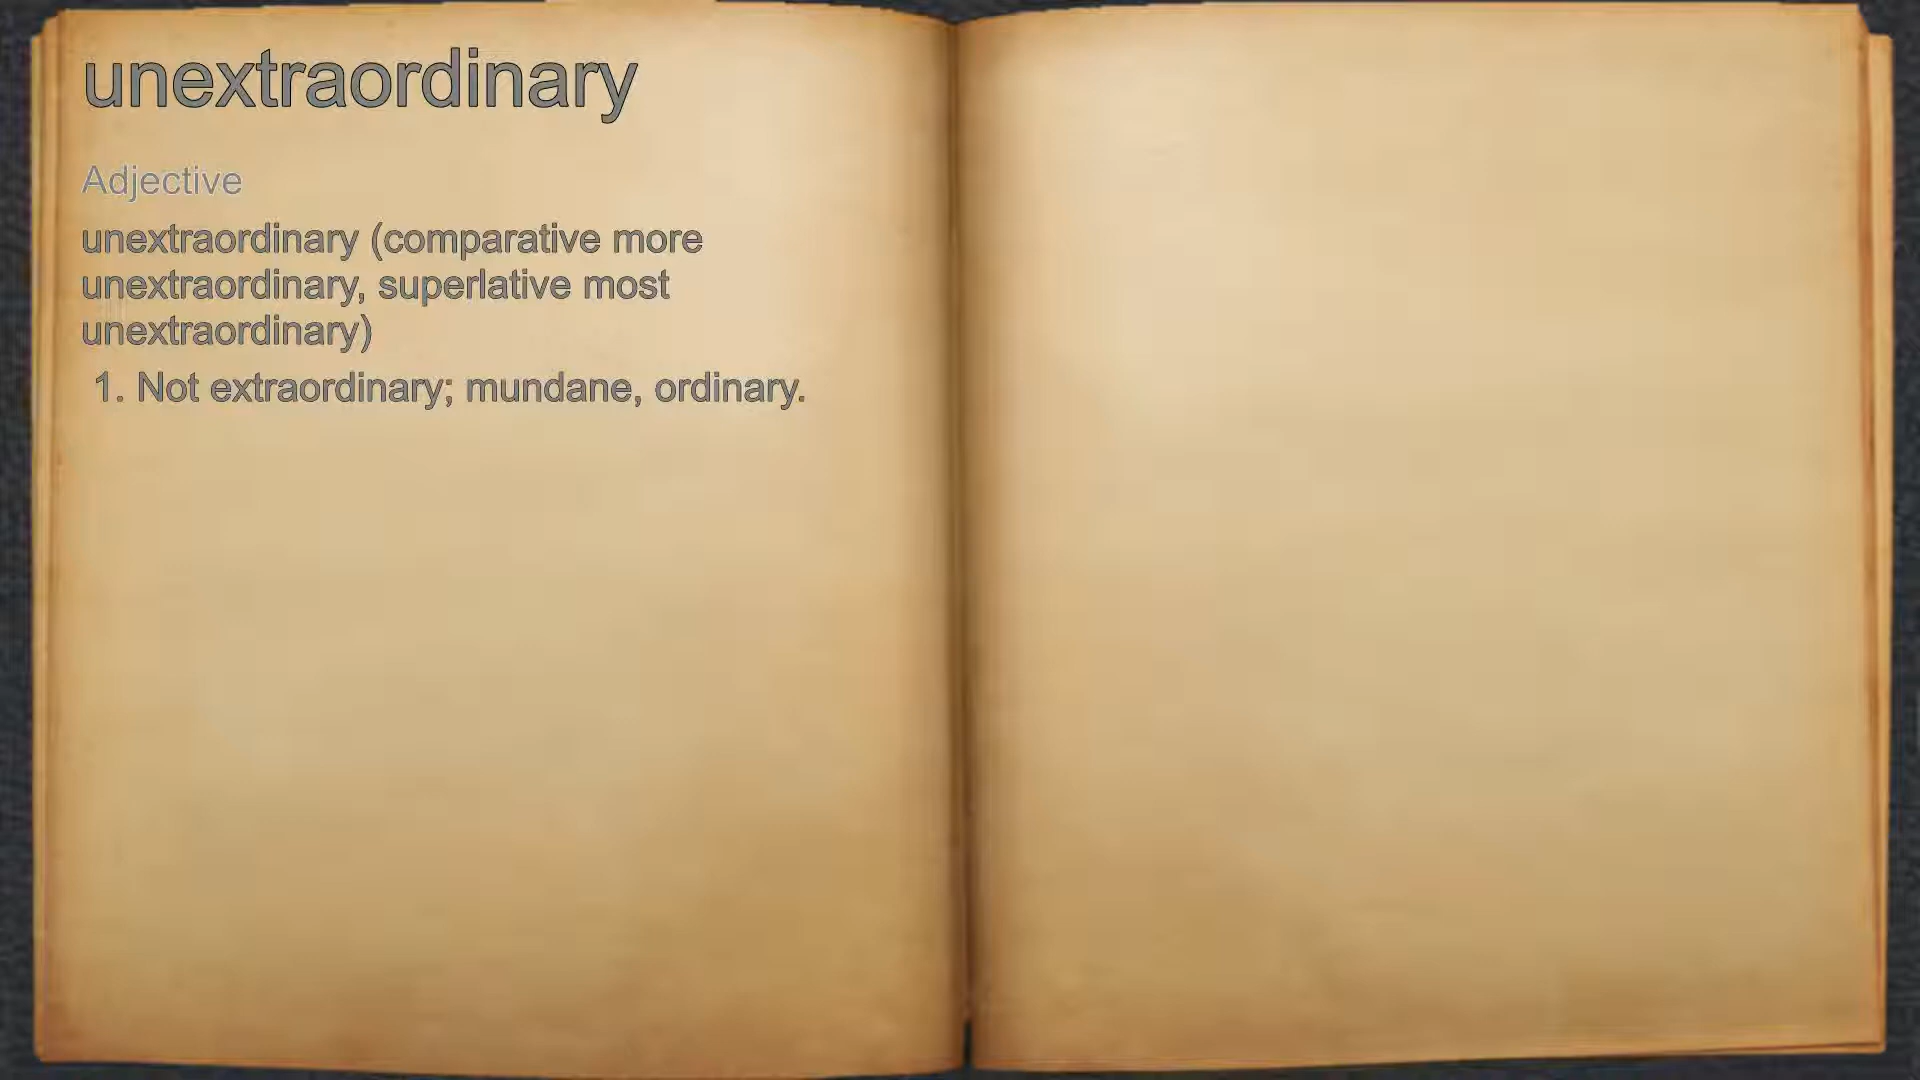 unextraordinary
Adjective
unextraordinary (comparative more
unextraordinary, superlative most
unextraordinary)
1. Not extraordinary; mundane, ordinary.